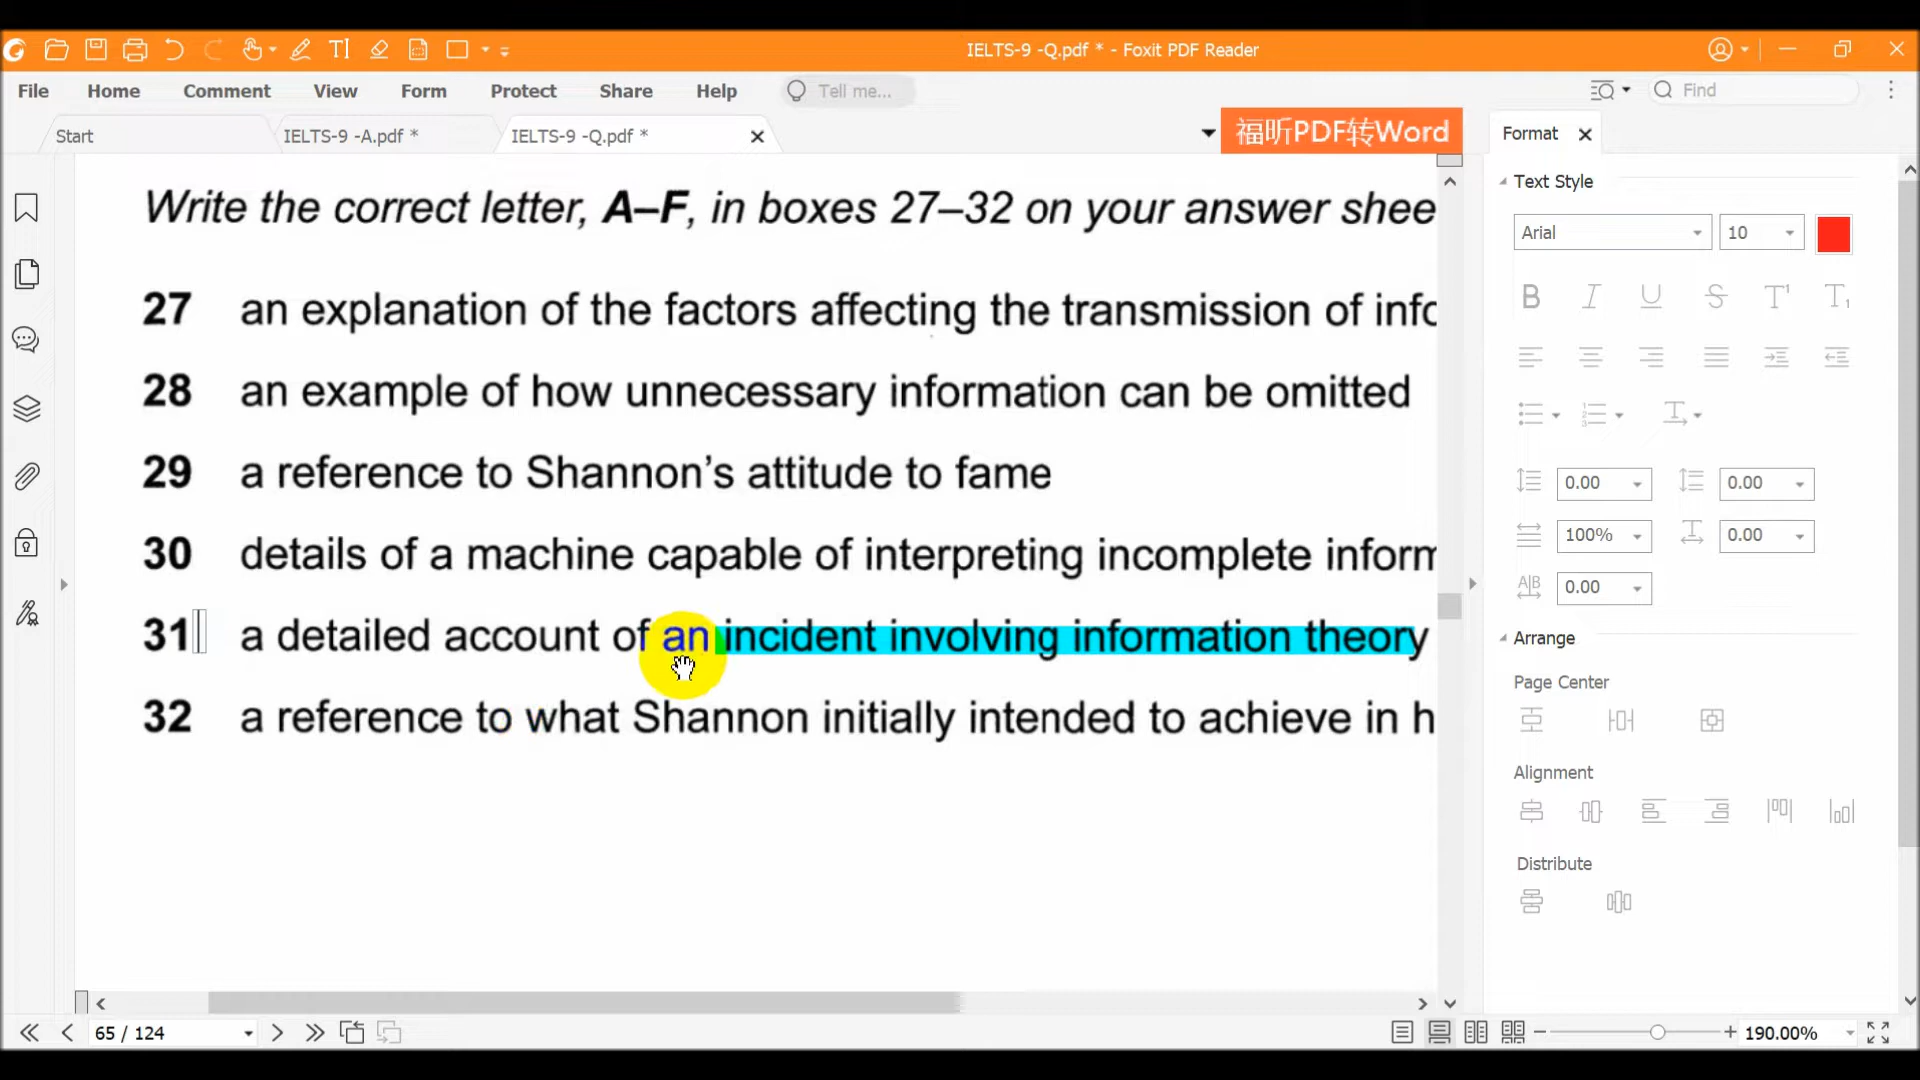 IELTS-9 -Q.pdf * - Foxit PDF Reader
File Home Comment View Form Protect Share Help Tell me... Find
Start IELTS-9 -A.pdf * IELTS-9 -Q.pdf * 福昕PDF转Word Format
Write the correct letter, A–F, in boxes 27–32 on your answer shee
27 an explanation of the factors affecting the transmission of info
28 an example of how unnecessary information can be omitted
29 a reference to Shannon's attitude to fame
30 details of a machine capable of interpreting incomplete inform
31 a detailed account of an incident involving information theory
32 a reference to what Shannon initially intended to achieve in h
Text Style
Arial 10
0.00 0.00
100% 0.00
0.00
Arrange
Page Center
Alignment
Distribute
65 / 124 190.00%